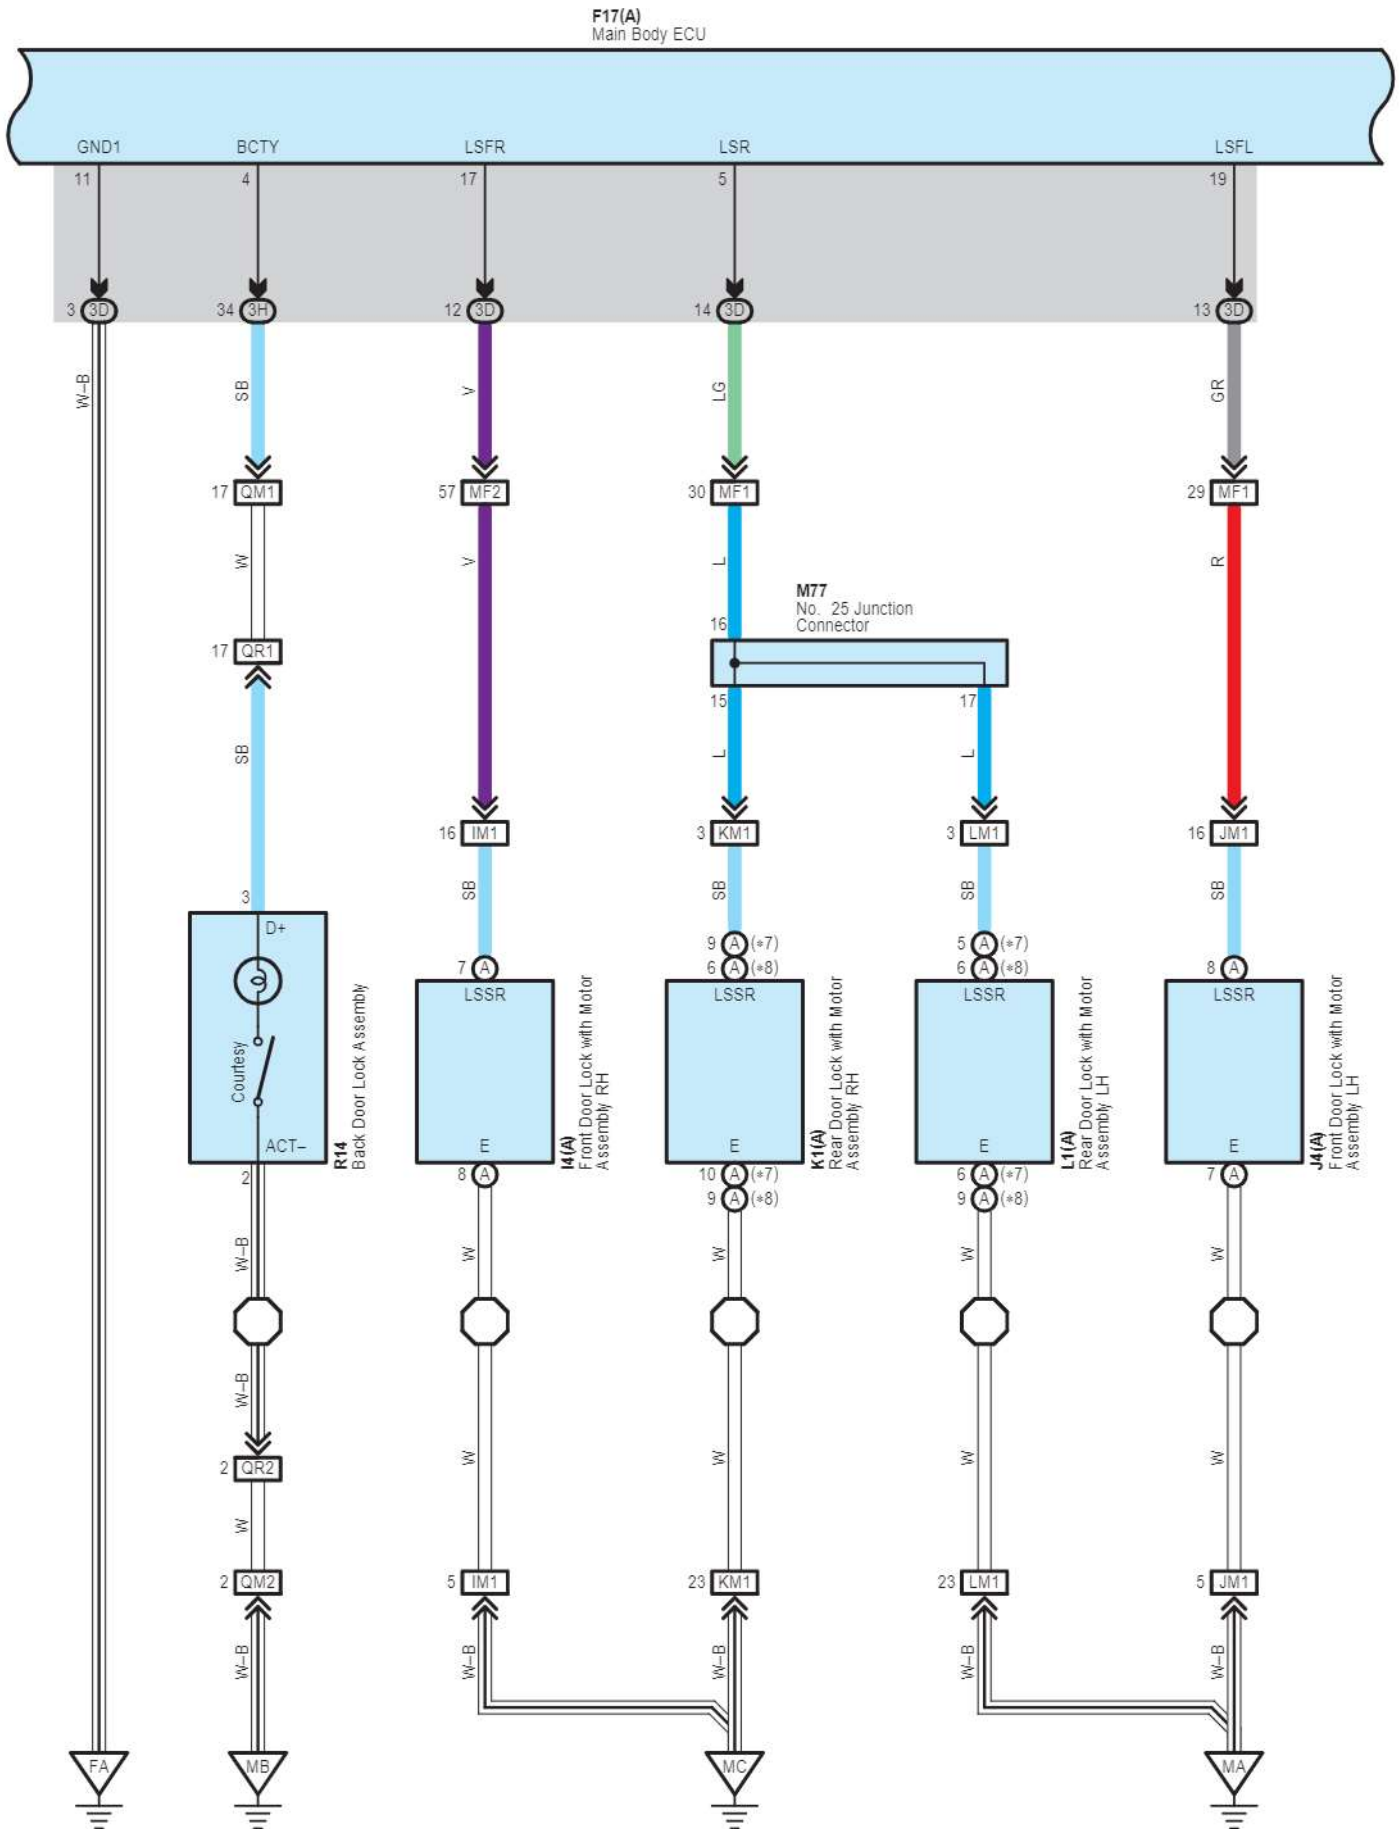 F17(A)
Main Body ECU
GND1 BCTY LSFR LSR LSFL
11 4 17 5 19
3 3D 34 3H 12 3D 14 3D 13 3D
W–B SB V LG GR
17 QM1 57 MF2 30 MF1 29 MF1
W V L R
M77
No. 25 Junction
Connector
16
17 QR1
15 17
SB L L
16 IM1 3 KM1 3 LM1 16 JM1
SB SB SB SB
3
D+
9 A (*7) 5 A (*7)
7 A 6 A (*8) 6 A (*8) 8 A
LSSR LSSR LSSR LSSR
Courtesy
ACT–
R14
Back Door Lock Assembly
E E E E
I4(A)
Front Door Lock with Motor
Assembly RH
K1(A)
Rear Door Lock with Motor
Assembly RH
L1(A)
Rear Door Lock with Motor
Assembly LH
J4(A)
Front Door Lock with Motor
Assembly LH
2 8 A 10 A (*7) 6 A (*7) 7 A
9 A (*8) 9 A (*8)
W–B W W W W
W–B W W W W
2 QR2
W
2 QM2 5 IM1 23 KM1 23 LM1 5 JM1
W–B W–B W–B W–B W–B
FA MB MC MA